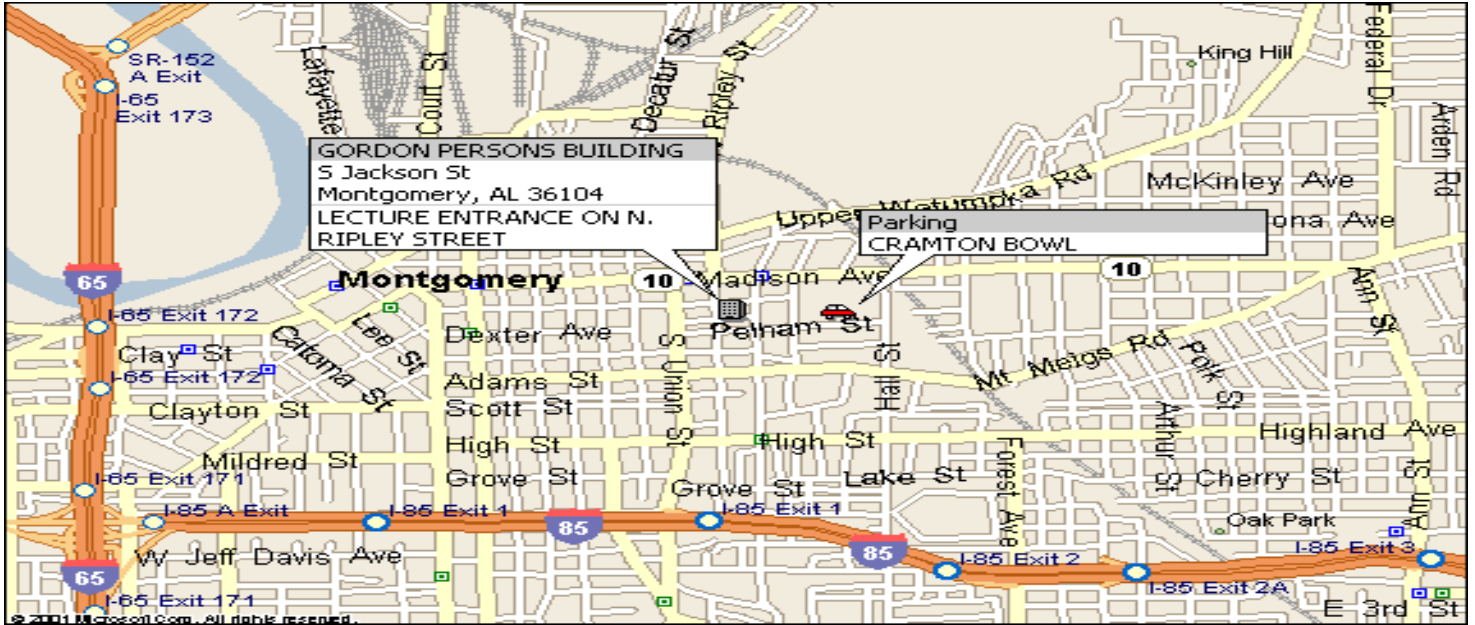 SR-152
A Exit
I-65
Exit 173
Lafayette
Court St
Decatur St
Ripley St
King Hill
Federal Dr
Arden Rd
GORDON PERSONS BUILDING
S Jackson St
Montgomery, AL 36104
LECTURE ENTRANCE ON N.
RIPLEY STREET
Upper Wetumpka Rd
McKinley Ave
Parking
CRAMTON BOWL
ona Ave
65
Montgomery
10
Madison Ave
10
Ann St
I-65 Exit 172
Catoma St
Lee St
Dexter Ave
Pelham St
S Union St
Hall St
Clay St
I-65 Exit 172
Adams St
Mt Meigs Rd
Polk St
Clayton St
Scott St
High St
High St
Arthur St
Highland Ave
Mildred St
Grove St
Grove St
Lake St
Forest Ave
Cherry St
Ann St
I-65 Exit 171
I-85 A Exit
I-85 Exit 1
85
I-85 Exit 1
Oak Park
W Jeff Davis Ave
85
I-85 Exit 2
I-85 Exit 3
65
I-85 Exit 2A
I-65 Exit 171
E 3rd St
© 2001 Microsoft Corp. All rights reserved.